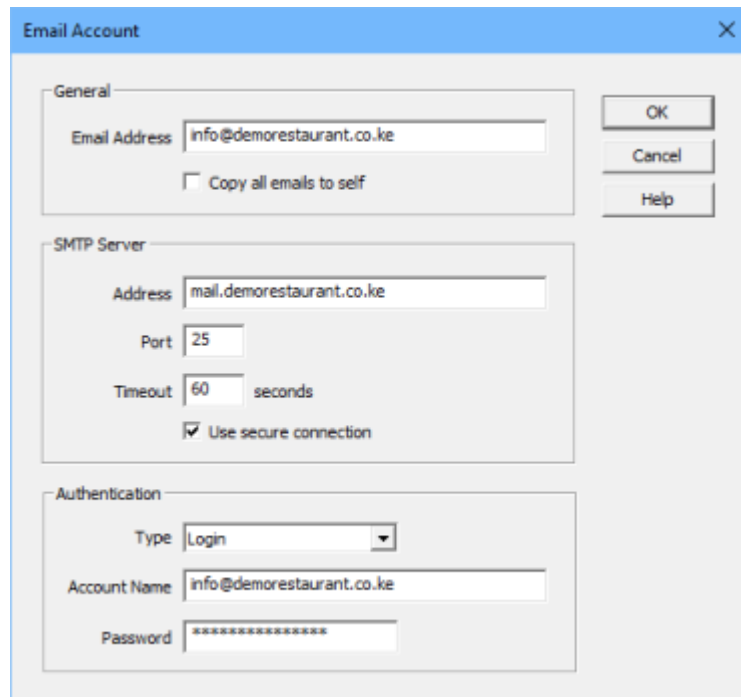 Email Account
General
OK
Email Address info@demorestaurant.co.ke
Cancel
Copy all emails to self
Help
SMTP Server
Address mail.demorestaurant.co.ke
Port 25
Timeout 60 seconds
Use secure connection
Authentication
Type Login
Account Name info@demorestaurant.co.ke
Password ***************